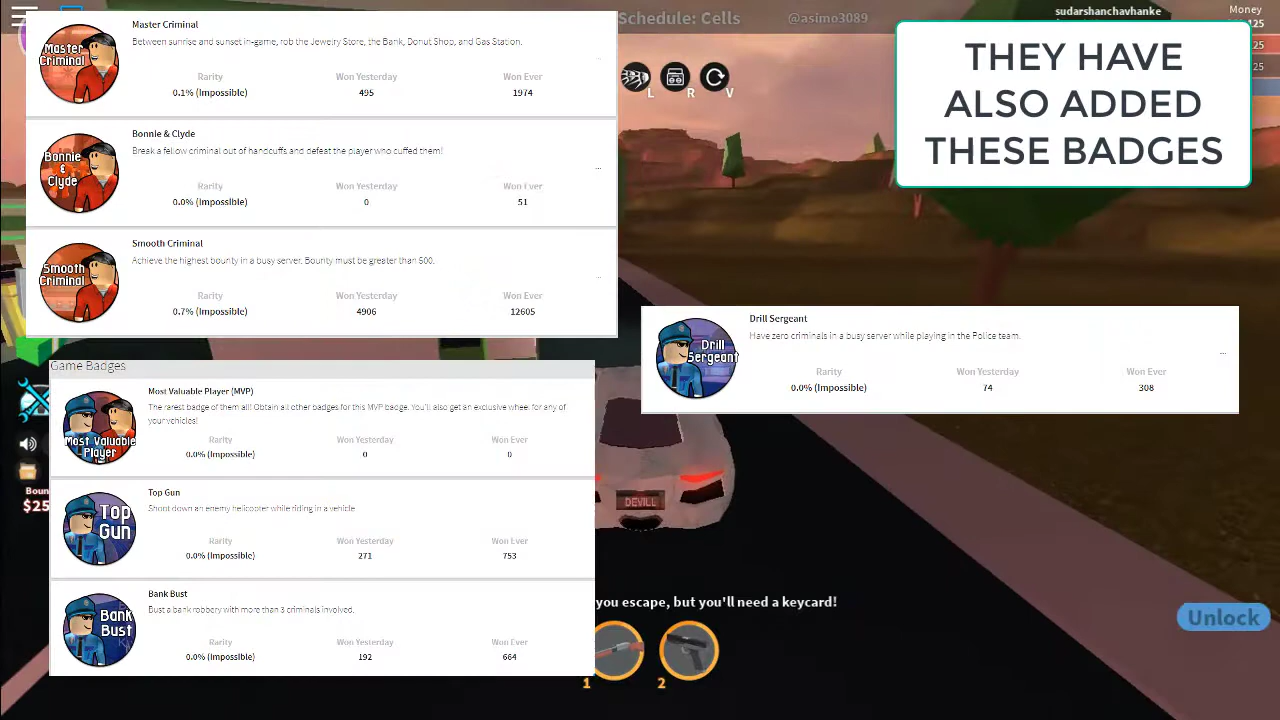 Schedule: Cells
@asimo3089
sudarshanchavhanke
Money
25
25
L
R
V
THEY HAVE
ALSO ADDED
THESE BADGES
Master
Criminal
Master Criminal
Between sunrise and sunset in-game, rob the Jewelry Store, the Bank, Donut Shop, and Gas Station.
...
Rarity Won Yesterday Won Ever
0.1% (Impossible) 495 1974
Bonnie
&
Clyde
Bonnie & Clyde
Break a fellow criminal out of handcuffs and defeat the player who cuffed them!
...
Rarity Won Yesterday Won Ever
0.0% (Impossible) 0 51
Smooth
Criminal
Smooth Criminal
Achieve the highest bounty in a busy server. Bounty must be greater than 500.
...
Rarity Won Yesterday Won Ever
0.7% (Impossible) 4906 12605
Drill
Sergeant
Drill Sergeant
Have zero criminals in a busy server while playing in the Police team.
...
Rarity Won Yesterday Won Ever
0.0% (Impossible) 74 308
Game Badges
Most Valuable
Player
Most Valuable Player (MVP)
The rarest badge of them all! Obtain all other badges for this MVP badge. You'll also get an exclusive wheel for any of
your vehicles!
Rarity Won Yesterday Won Ever
0.0% (Impossible) 0 0
Top
Gun
Top Gun
Shoot down an enemy helicopter while riding in a vehicle
Rarity Won Yesterday Won Ever
0.0% (Impossible) 271 753
Bank
Bust
Bank Bust
Bust a bank robbery with more than 3 criminals involved.
Rarity Won Yesterday Won Ever
0.0% (Impossible) 192 664
Boun
$25
DEVILL
you escape, but you'll need a keycard!
Unlock
1
2